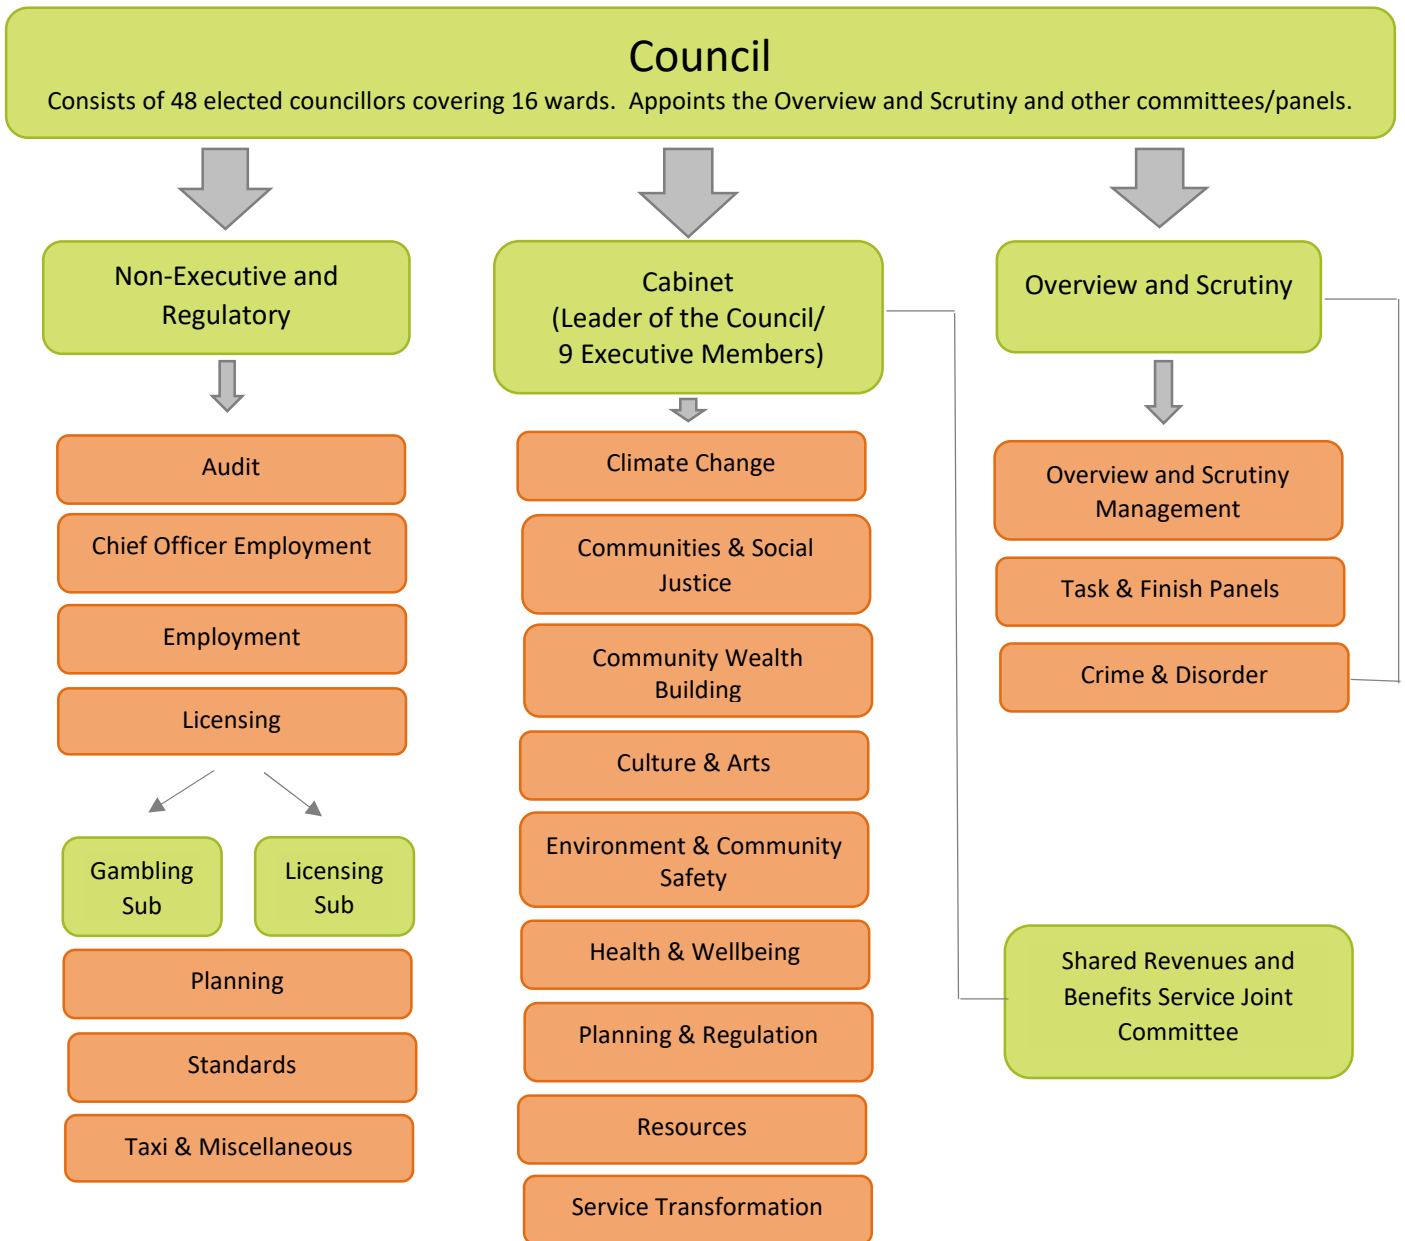 Council
Consists of 48 elected councillors covering 16 wards.  Appoints the Overview and Scrutiny and other committees/panels.
Non-Executive and
Regulatory
Audit
Chief Officer Employment
Employment
Licensing
Gambling
Sub
Licensing
Sub
Planning
Standards
Taxi & Miscellaneous
Cabinet
(Leader of the Council/
9 Executive Members)
Climate Change
Communities & Social
Justice
Community Wealth
Building
Culture & Arts
Environment & Community
Safety
Health & Wellbeing
Planning & Regulation
Resources
Service Transformation
Overview and Scrutiny
Overview and Scrutiny
Management
Task & Finish Panels
Crime & Disorder
Shared Revenues and
Benefits Service Joint
Committee